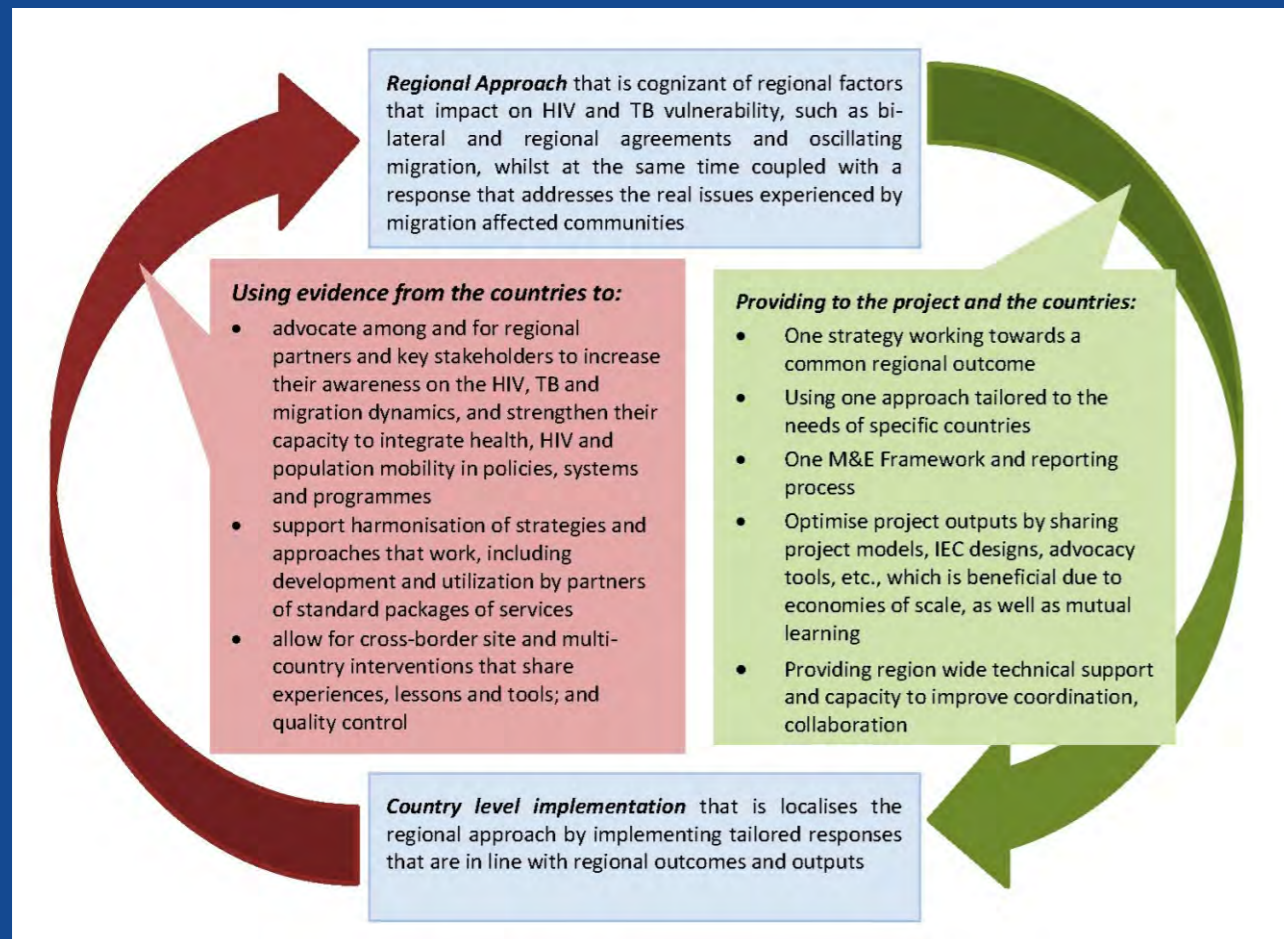 Regional Approach that is cognizant of regional factors
that impact on HIV and TB vulnerability, such as bi-
lateral and regional agreements and oscillating
migration, whilst at the same time coupled with a
response that addresses the real issues experienced by
migration affected communities
Using evidence from the countries to:
• advocate among and for regional
partners and key stakeholders to increase
their awareness on the HIV, TB and
migration dynamics, and strengthen their
capacity to integrate health, HIV and
population mobility in policies, systems
and programmes
• support harmonisation of strategies and
approaches that work, including
development and utilization by partners
of standard packages of services
• allow for cross-border site and multi-
country interventions that share
experiences, lessons and tools; and
quality control
Providing to the project and the countries:
• One strategy working towards a
common regional outcome
• Using one approach tailored to the
needs of specific countries
• One M&E Framework and reporting
process
• Optimise project outputs by sharing
project models, IEC designs, advocacy
tools, etc., which is beneficial due to
economies of scale, as well as mutual
learning
• Providing region wide technical support
and capacity to improve coordination,
collaboration
Country level implementation that is localises the
regional approach by implementing tailored responses
that are in line with regional outcomes and outputs